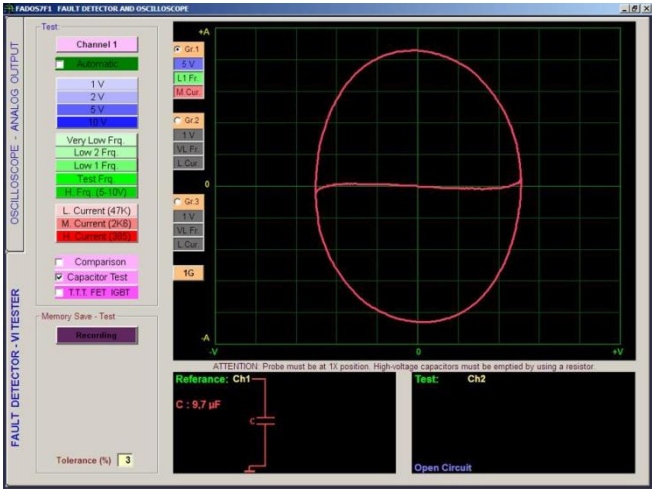 FADOS7F1 FAULT DETECTOR AND OSCILLOSCOPE
OSCILLOSCOPE - ANALOG OUTPUT
FAULT DETECTOR - VI TESTER
Test:
Channel 1
Automatic
1 V
2 V
5 V
10 V
Very Low Frq.
Low 2 Frq.
Low 1 Frq.
Test Frq.
H. Frq. (5-10V)
L. Current (47K)
M. Current (2K6)
H. Current (385)
Comparison
Capacitor Test
T.T.T. FET IGBT
Memory Save - Test
Recording
Tolerance (%) 3
Gr.1
5 V
L1 Fr.
M Cur.
Gr.2
1 V
VL Fr.
L Cur.
Gr.3
1 V
VL Fr.
L Cur.
1G
+A
0
-A
-V
0
+V
ATTENTION: Probe must be at 1X position. High-voltage capacitors must be emptied by using a resistor.
Referance: Ch1
C : 9,7 µF
C
Test: Ch2
Open Circuit